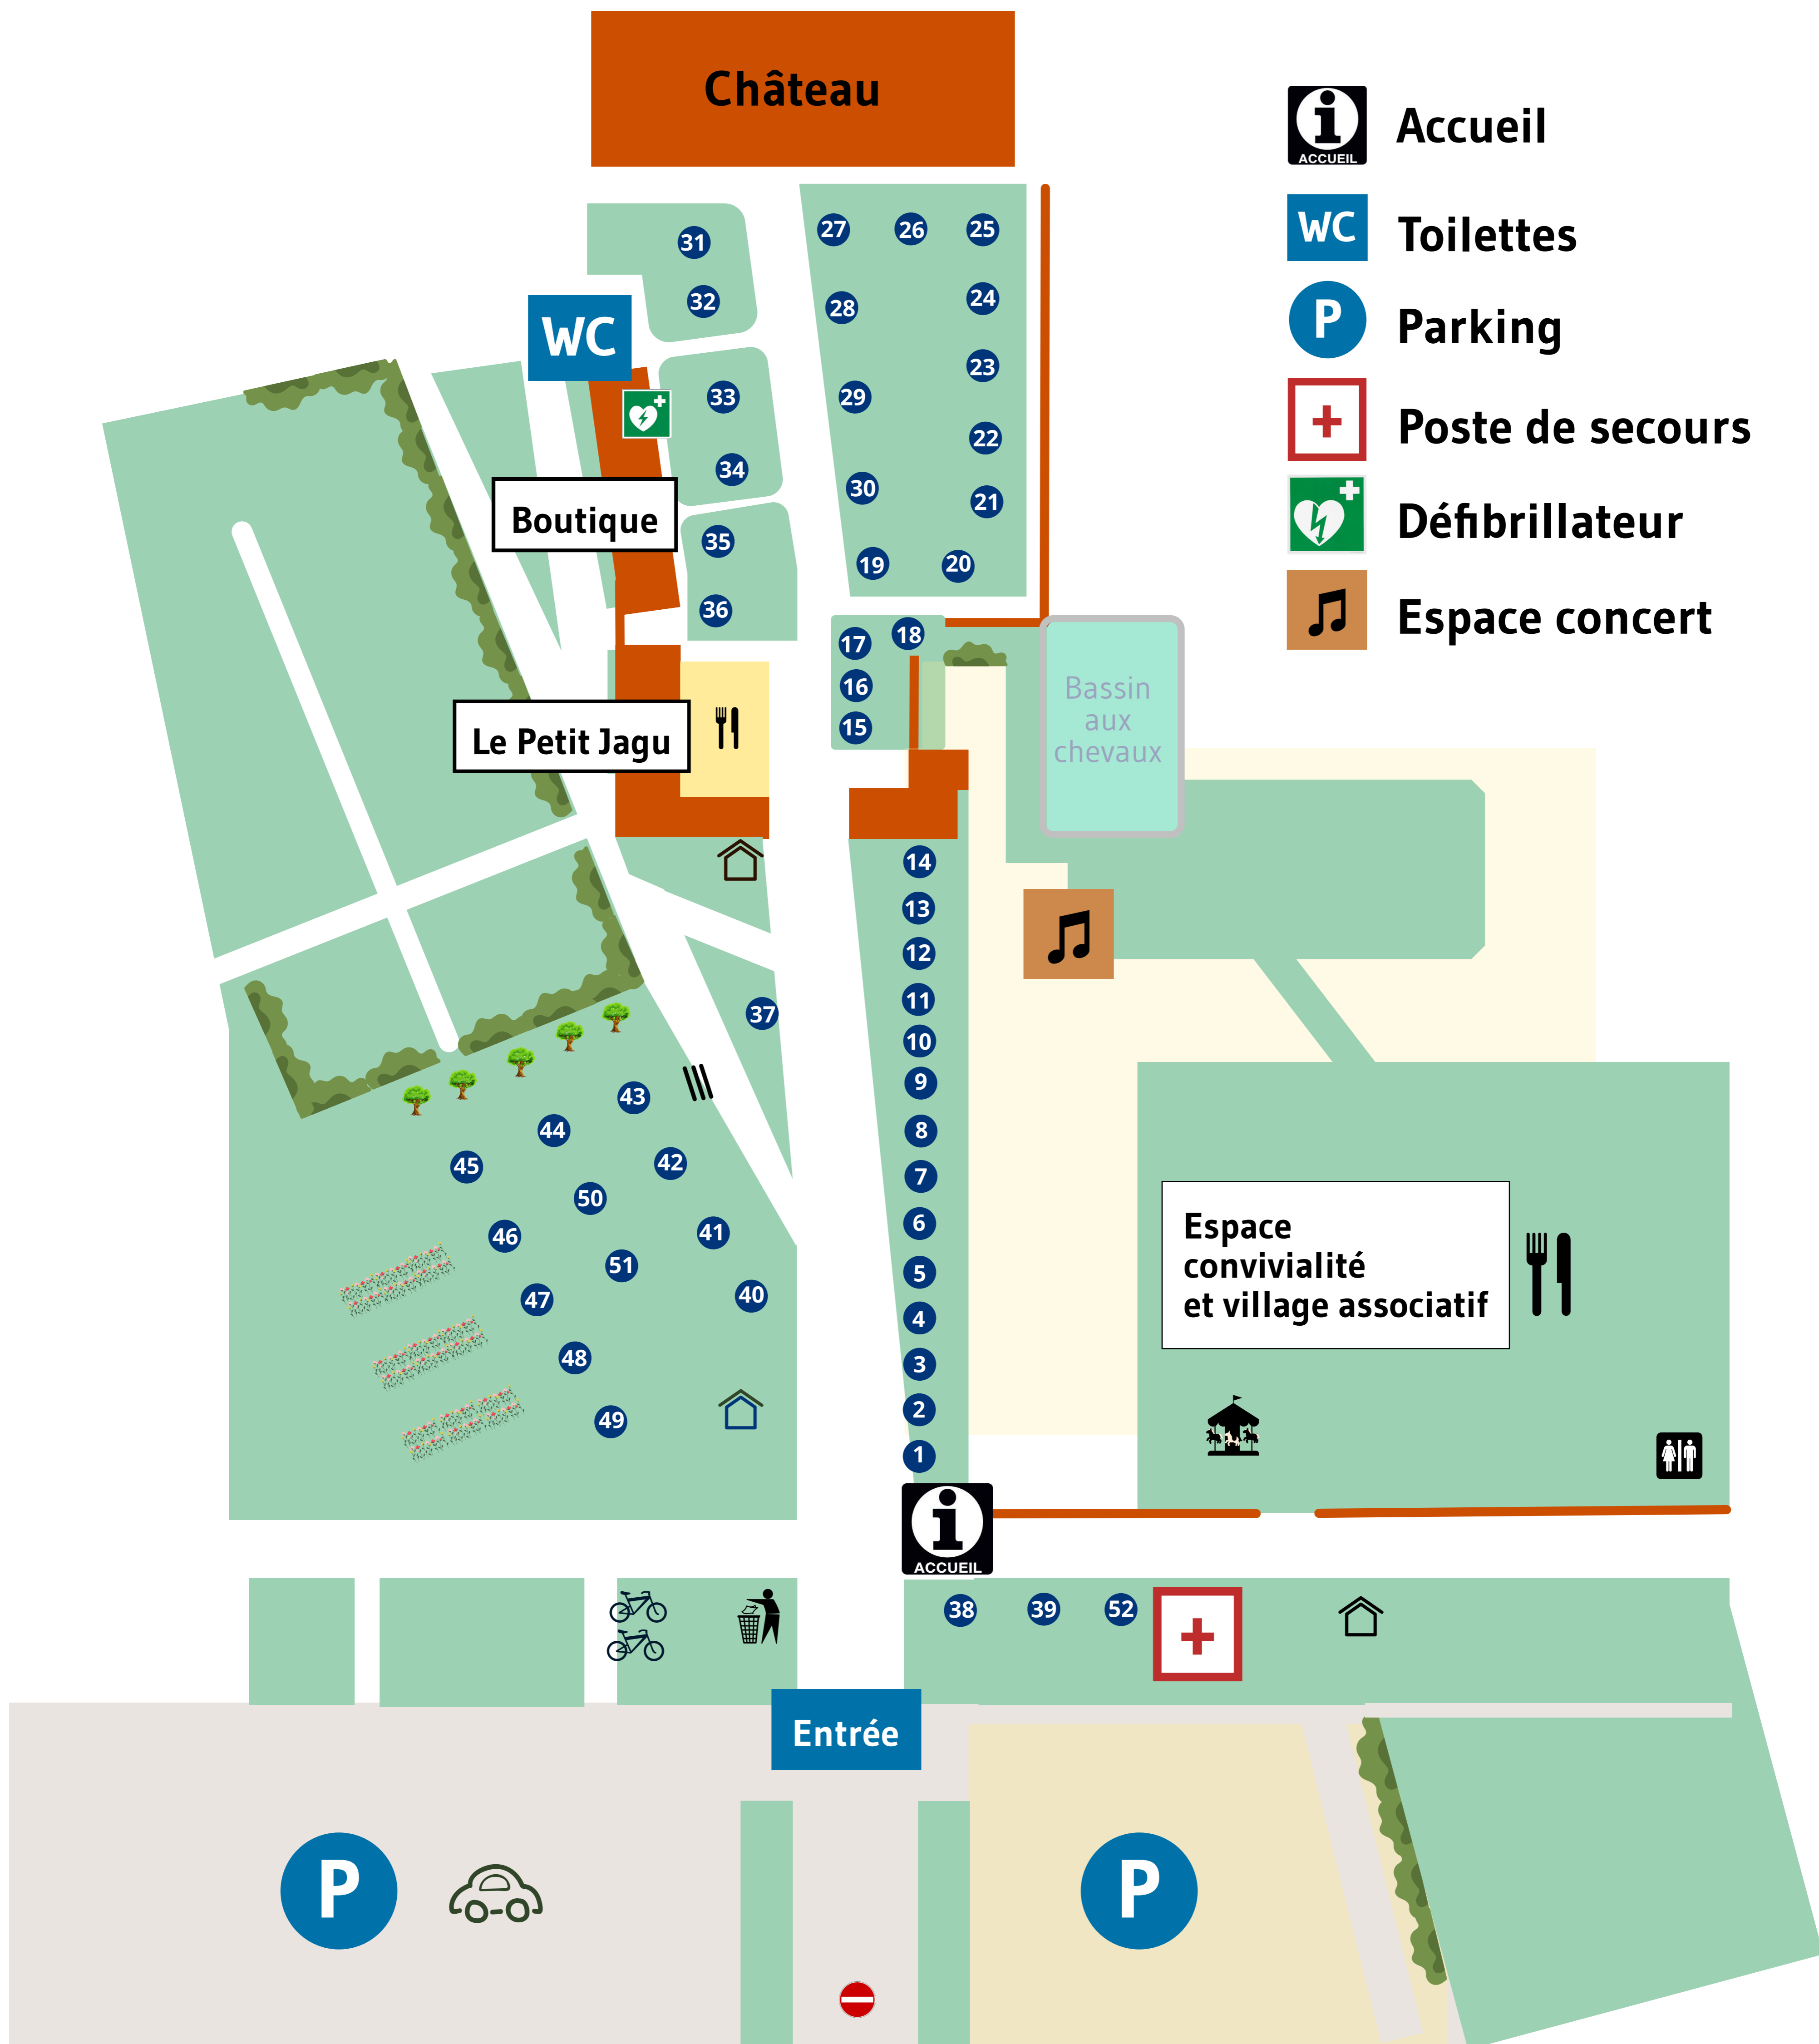 Château
ACCUEIL
Accueil
WC
Toilettes
P
Parking
Poste de secours
Défibrillateur
Espace concert
31
32
27
26
25
28
24
23
29
22
30
21
19
20
WC
33
34
Boutique
35
36
17
18
16
15
Bassin
aux
chevaux
Le Petit Jagu
14
13
12
11
10
9
8
7
6
5
4
3
2
1
37
43
44
45
42
50
46
41
51
47
40
48
49
Espace
convivialité
et village associatif
ACCUEIL
38
39
52
Entrée
P
P